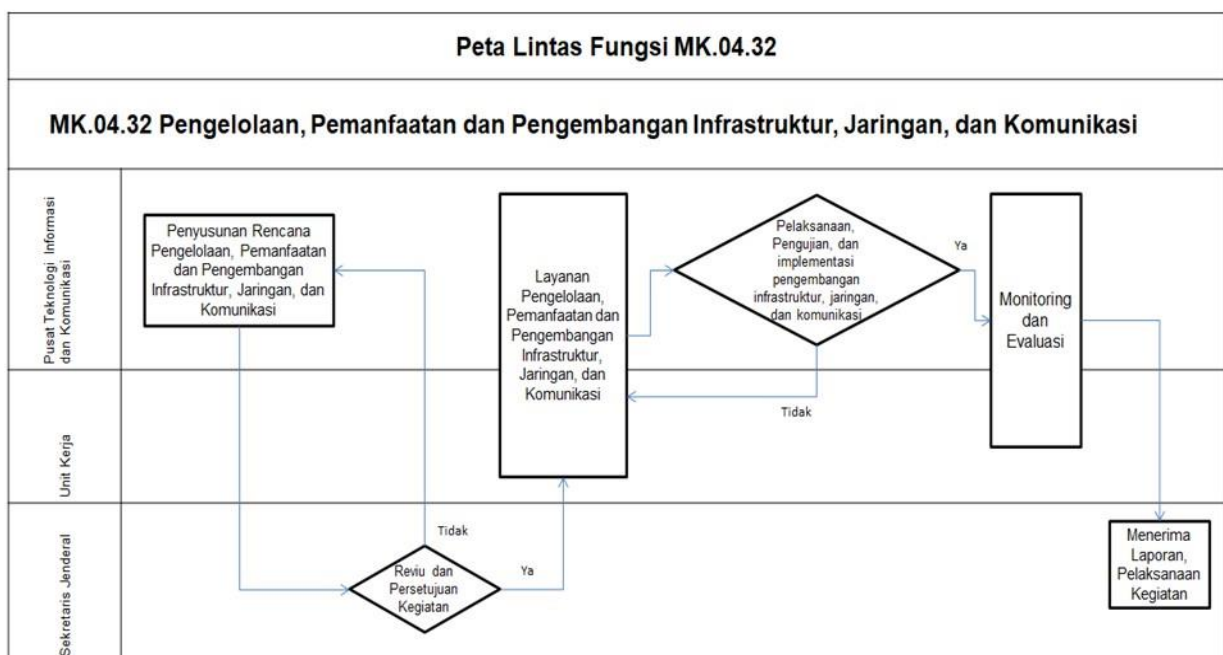 Peta Lintas Fungsi MK.04.32
MK.04.32 Pengelolaan, Pemanfaatan dan Pengembangan Infrastruktur, Jaringan, dan Komunikasi
Pusat Teknologi Informasi
dan Komunikasi
Penyusunan Rencana
Pengelolaan, Pemanfaatan
dan Pengembangan
Infrastruktur, Jaringan, dan
Komunikasi
Layanan
Pengelolaan,
Pemanfaatan dan
Pengembangan
Infrastruktur,
Jaringan, dan
Komunikasi
Pelaksanaan,
Pengujian, dan
implementasi
pengembangan
infrastruktur, jaringan,
dan komunikasi
Ya
Tidak
Monitoring
dan
Evaluasi
Unit Kerja
Sekretaris Jenderal
Tidak
Reviu dan
Persetujuan
Kegiatan
Ya
Menerima
Laporan,
Pelaksanaan
Kegiatan